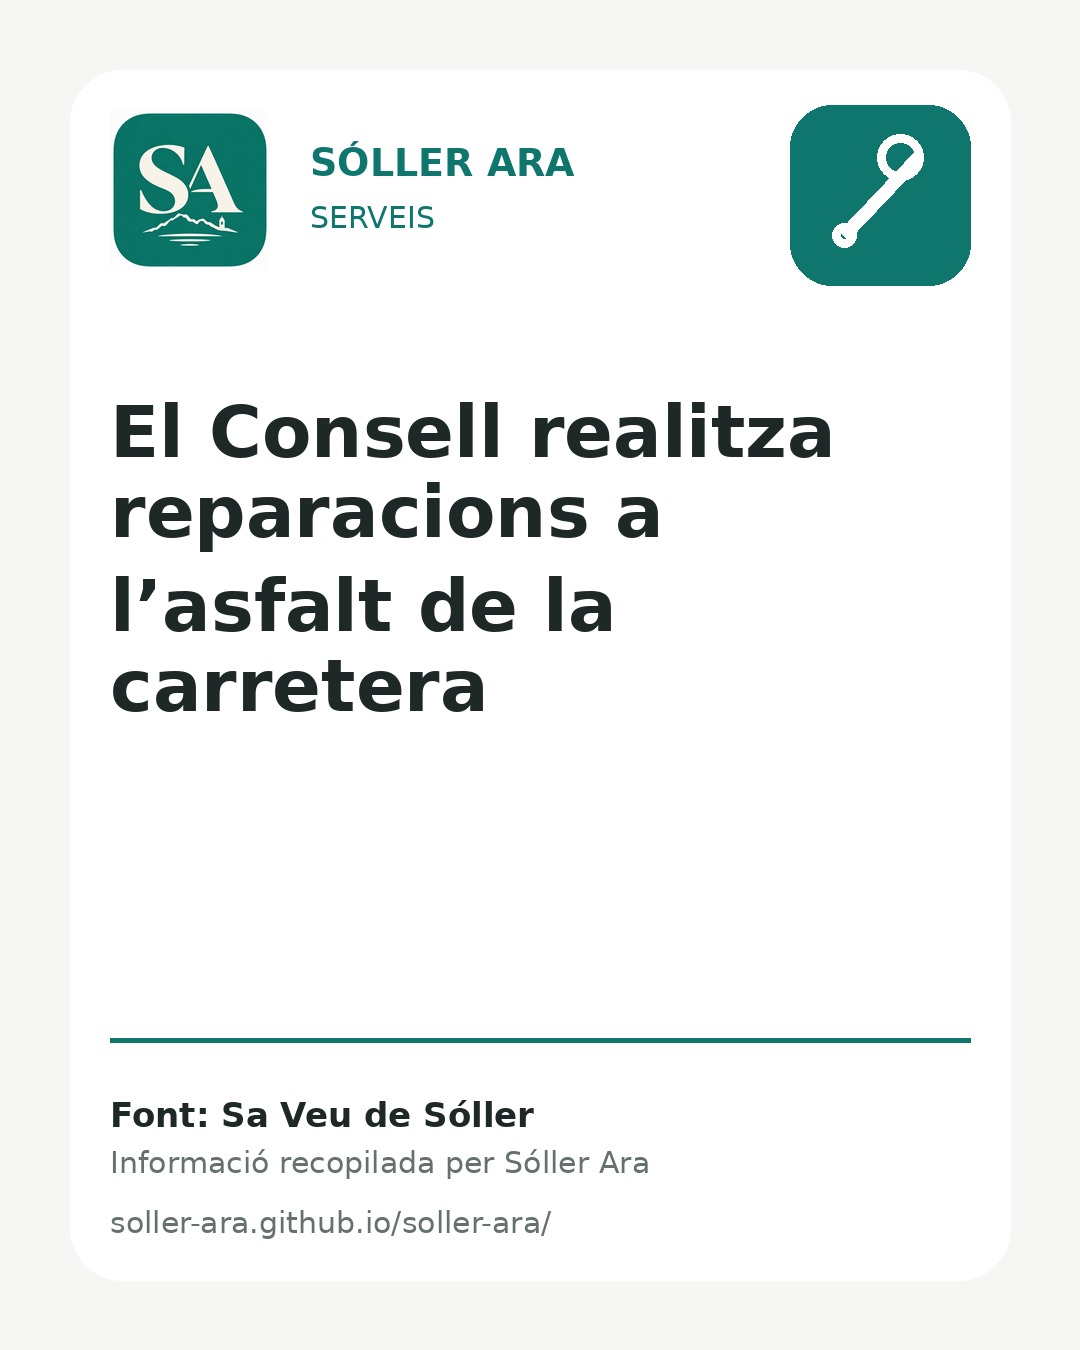 SA
SÓLLER ARA
SERVEIS
El Consell realitza
reparacions a
l’asfalt de la
carretera
Font: Sa Veu de Sóller
Informació recopilada per Sóller Ara
soller-ara.github.io/soller-ara/